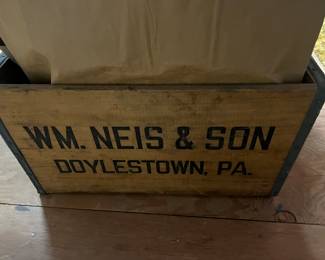 WM. NEIS & SON
DOYLESTOWN, PA.